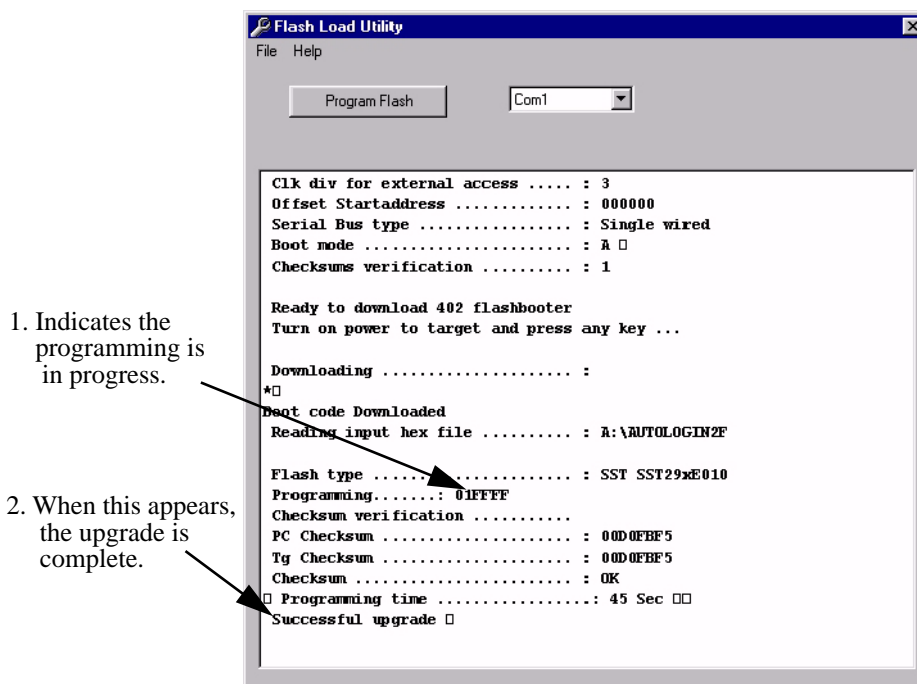 Flash Load Utility
File Help
Program Flash
Com1
Clk div for external access ..... : 3
Offset Startaddress ............. : 000000
Serial Bus type ................. : Single wired
Boot mode ....................... : A □
Checksums verification .......... : 1
Ready to download 402 flashbooter
Turn on power to target and press any key ...
Downloading ..................... :
*□
Boot code Downloaded
Reading input hex file .......... : A:\AUTOLOGIN2F
Flash type ...................... : SST SST29xE010
Programming.......: 01FFFF
Checksum verification ...........
PC Checksum ..................... : 00D0FBF5
Tg Checksum ..................... : 00D0FBF5
Checksum ........................ : OK
□ Programming time .................: 45 Sec □□
Successful upgrade □
1. Indicates the
programming is
in progress.
2. When this appears,
the upgrade is
complete.